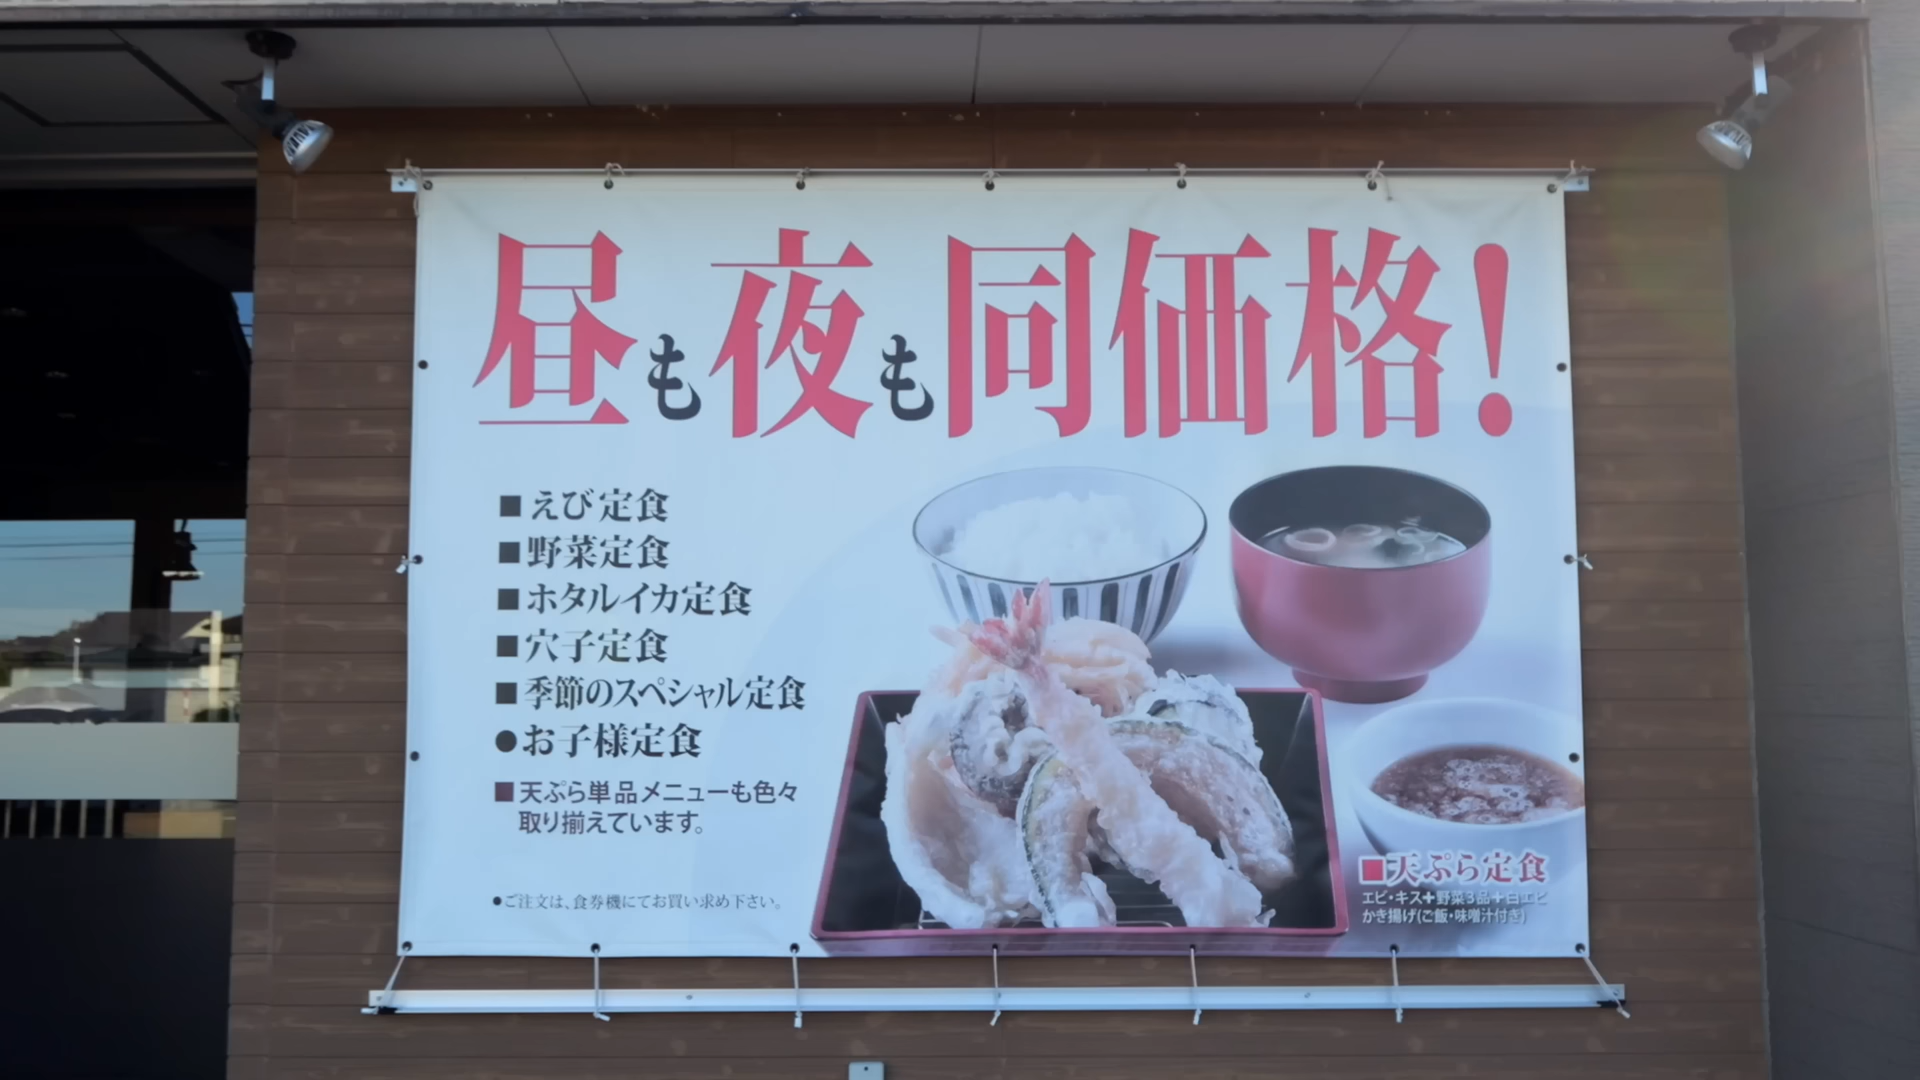 昼も夜も同価格!
■えび定食
■野菜定食
■ホタルイカ定食
■穴子定食
■季節のスペシャル定食
●お子様定食
■天ぷら単品メニューも色々
取り揃えています。
●ご注文は、食券機にてお買い求め下さい。
■天ぷら定食
エビ・キス+野菜3品+白エビ
かき揚げ(ご飯・味噌汁付き)